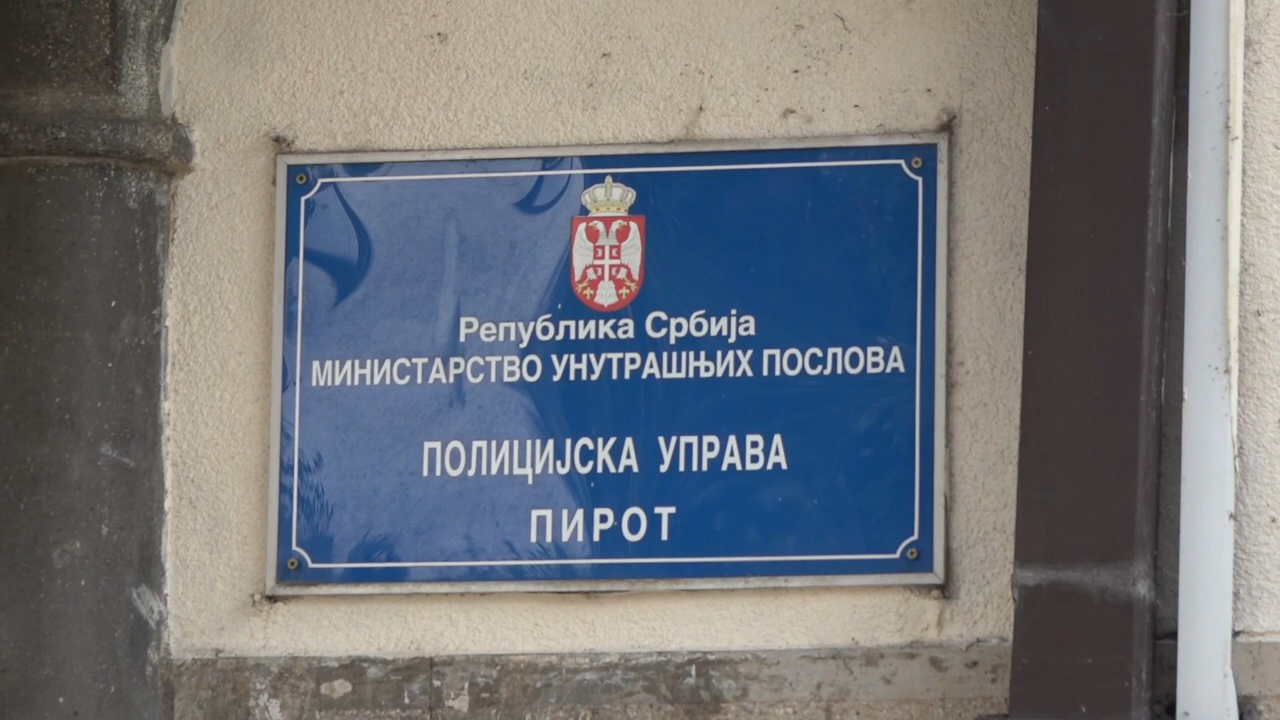 Република Србија
МИНИСТАРСТВО УНУТРАШЊИХ ПОСЛОВА
ПОЛИЦИЈСКА УПРАВА
ПИРОТ